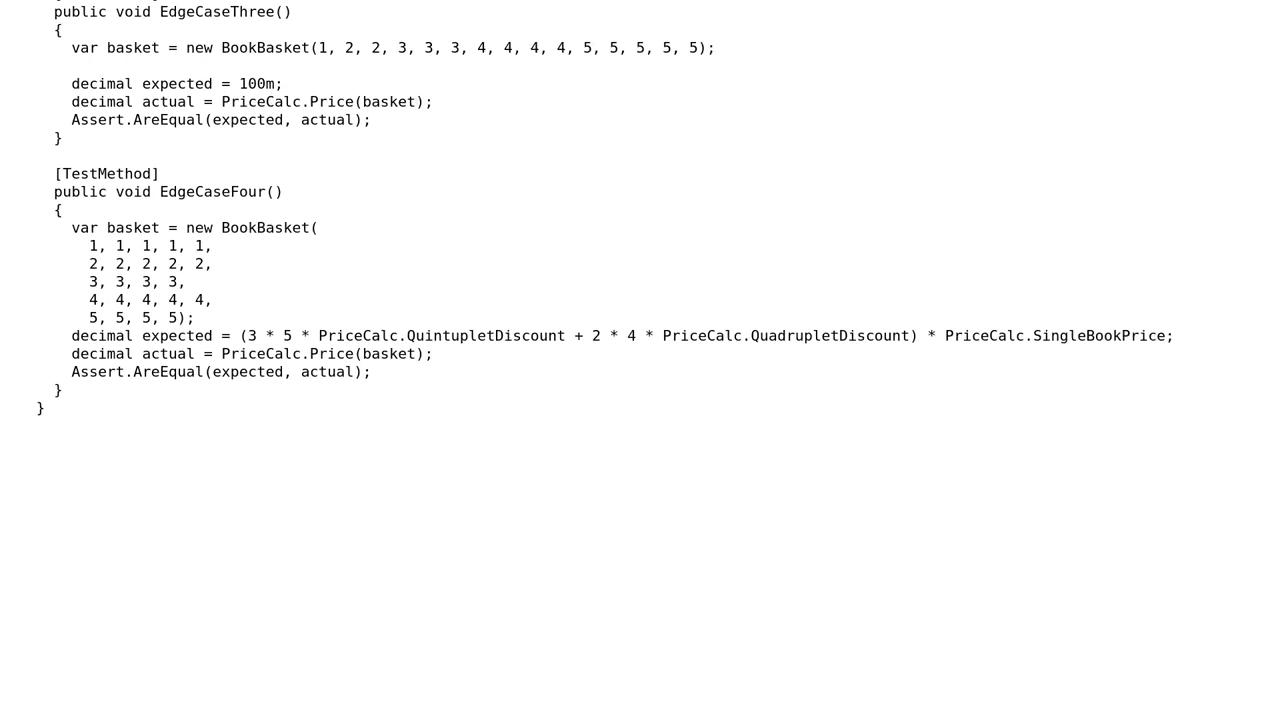 public void EdgeCaseThree()
{
var basket = new BookBasket(1, 2, 2, 3, 3, 3, 4, 4, 4, 4, 5, 5, 5, 5, 5);
decimal expected = 100m;
decimal actual = PriceCalc.Price(basket);
Assert.AreEqual(expected, actual);
}
[TestMethod]
public void EdgeCaseFour()
{
var basket = new BookBasket(
1, 1, 1, 1, 1,
2, 2, 2, 2, 2,
3, 3, 3, 3,
4, 4, 4, 4, 4,
5, 5, 5, 5);
decimal expected = (3 * 5 * PriceCalc.QuintupletDiscount + 2 * 4 * PriceCalc.QuadrupletDiscount) * PriceCalc.SingleBookPrice;
decimal actual = PriceCalc.Price(basket);
Assert.AreEqual(expected, actual);
}
}